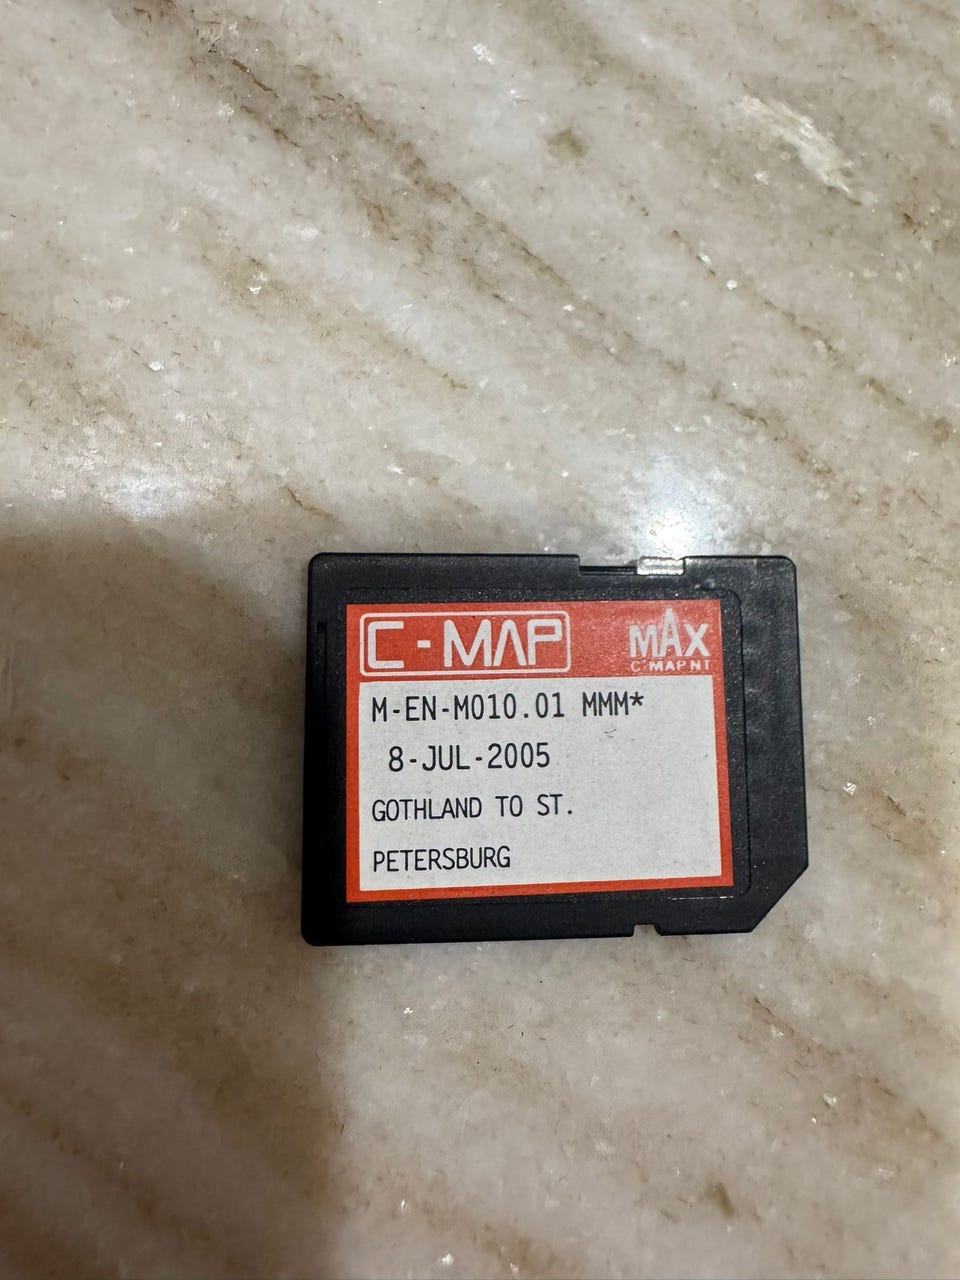 C-MAP
MAX
C-MAP NT
M-EN-M010.01 MMM*
8-JUL-2005
GOTHLAND TO ST.
PETERSBURG